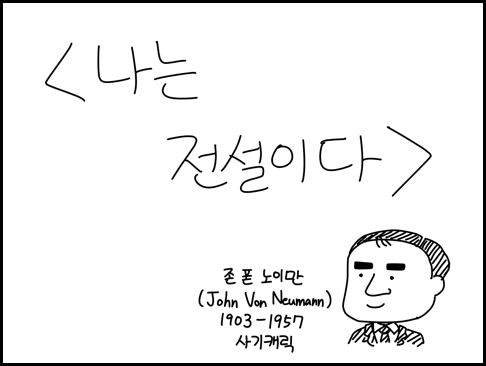 <나는
전설이다>
존 폰 노이만
(John Von Neumann)
1903-1957
사기캐릭